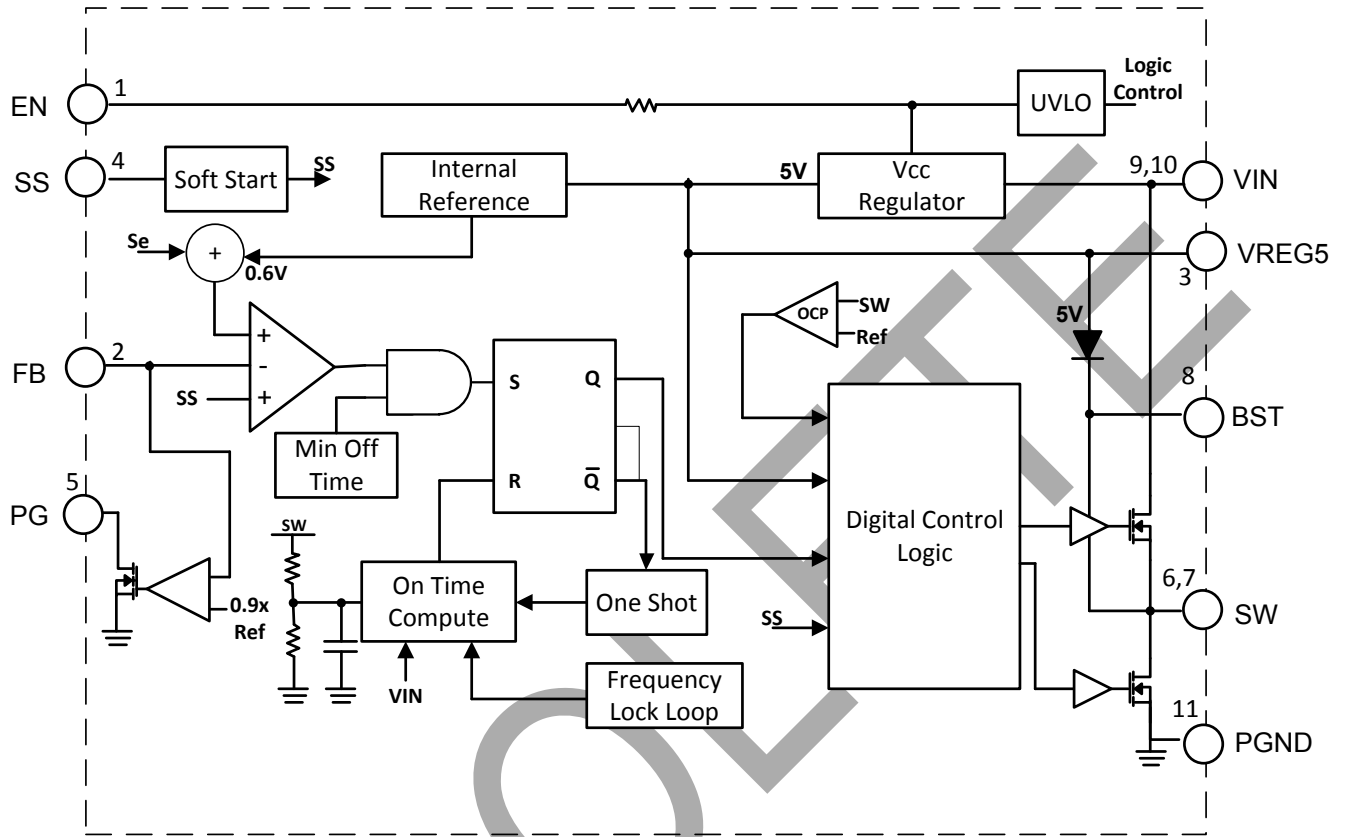 1
EN
UVLO
Logic
Control
4
SS
Soft Start
SS
Internal
Reference
5V
Vcc
Regulator
9,10
VIN
Se
+
0.6V
VREG5
3
+
-
+
SS
2
FB
OCP
SW
Ref
5V
8
BST
S
Q
R
Q̅
Min Off
Time
5
PG
SW
Digital Control
Logic
On Time
Compute
One Shot
0.9x
Ref
SS
6,7
SW
VIN
Frequency
Lock Loop
11
PGND
OLETE